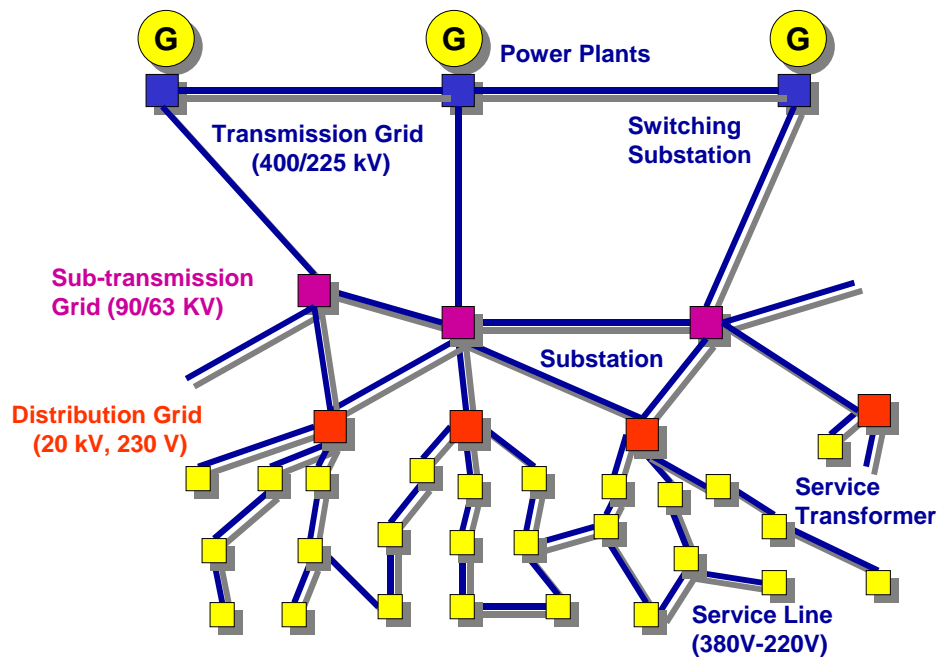 G
G
G
Power Plants
Transmission Grid
(400/225 kV)
Switching
Substation
Sub-transmission
Grid (90/63 KV)
Substation
Distribution Grid
(20 kV, 230 V)
Service
Transformer
Service Line
(380V-220V)